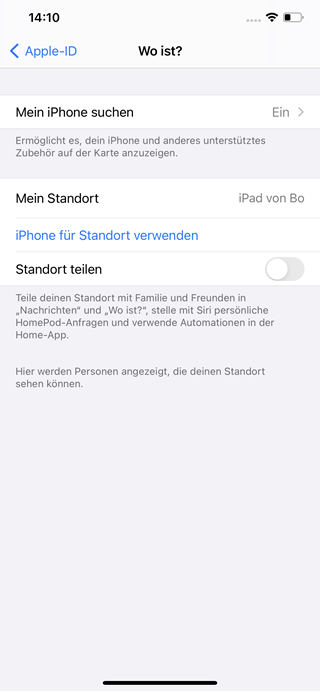 14:10
Apple-ID
Wo ist?
Mein iPhone suchen
Ein
Ermöglicht es, dein iPhone und anderes unterstütztes
Zubehör auf der Karte anzuzeigen.
Mein Standort
iPad von Bo
iPhone für Standort verwenden
Standort teilen
Teile deinen Standort mit Familie und Freunden in
„Nachrichten“ und „Wo ist?“, stelle mit Siri persönliche
HomePod-Anfragen und verwende Automationen in der
Home-App.
Hier werden Personen angezeigt, die deinen Standort
sehen können.